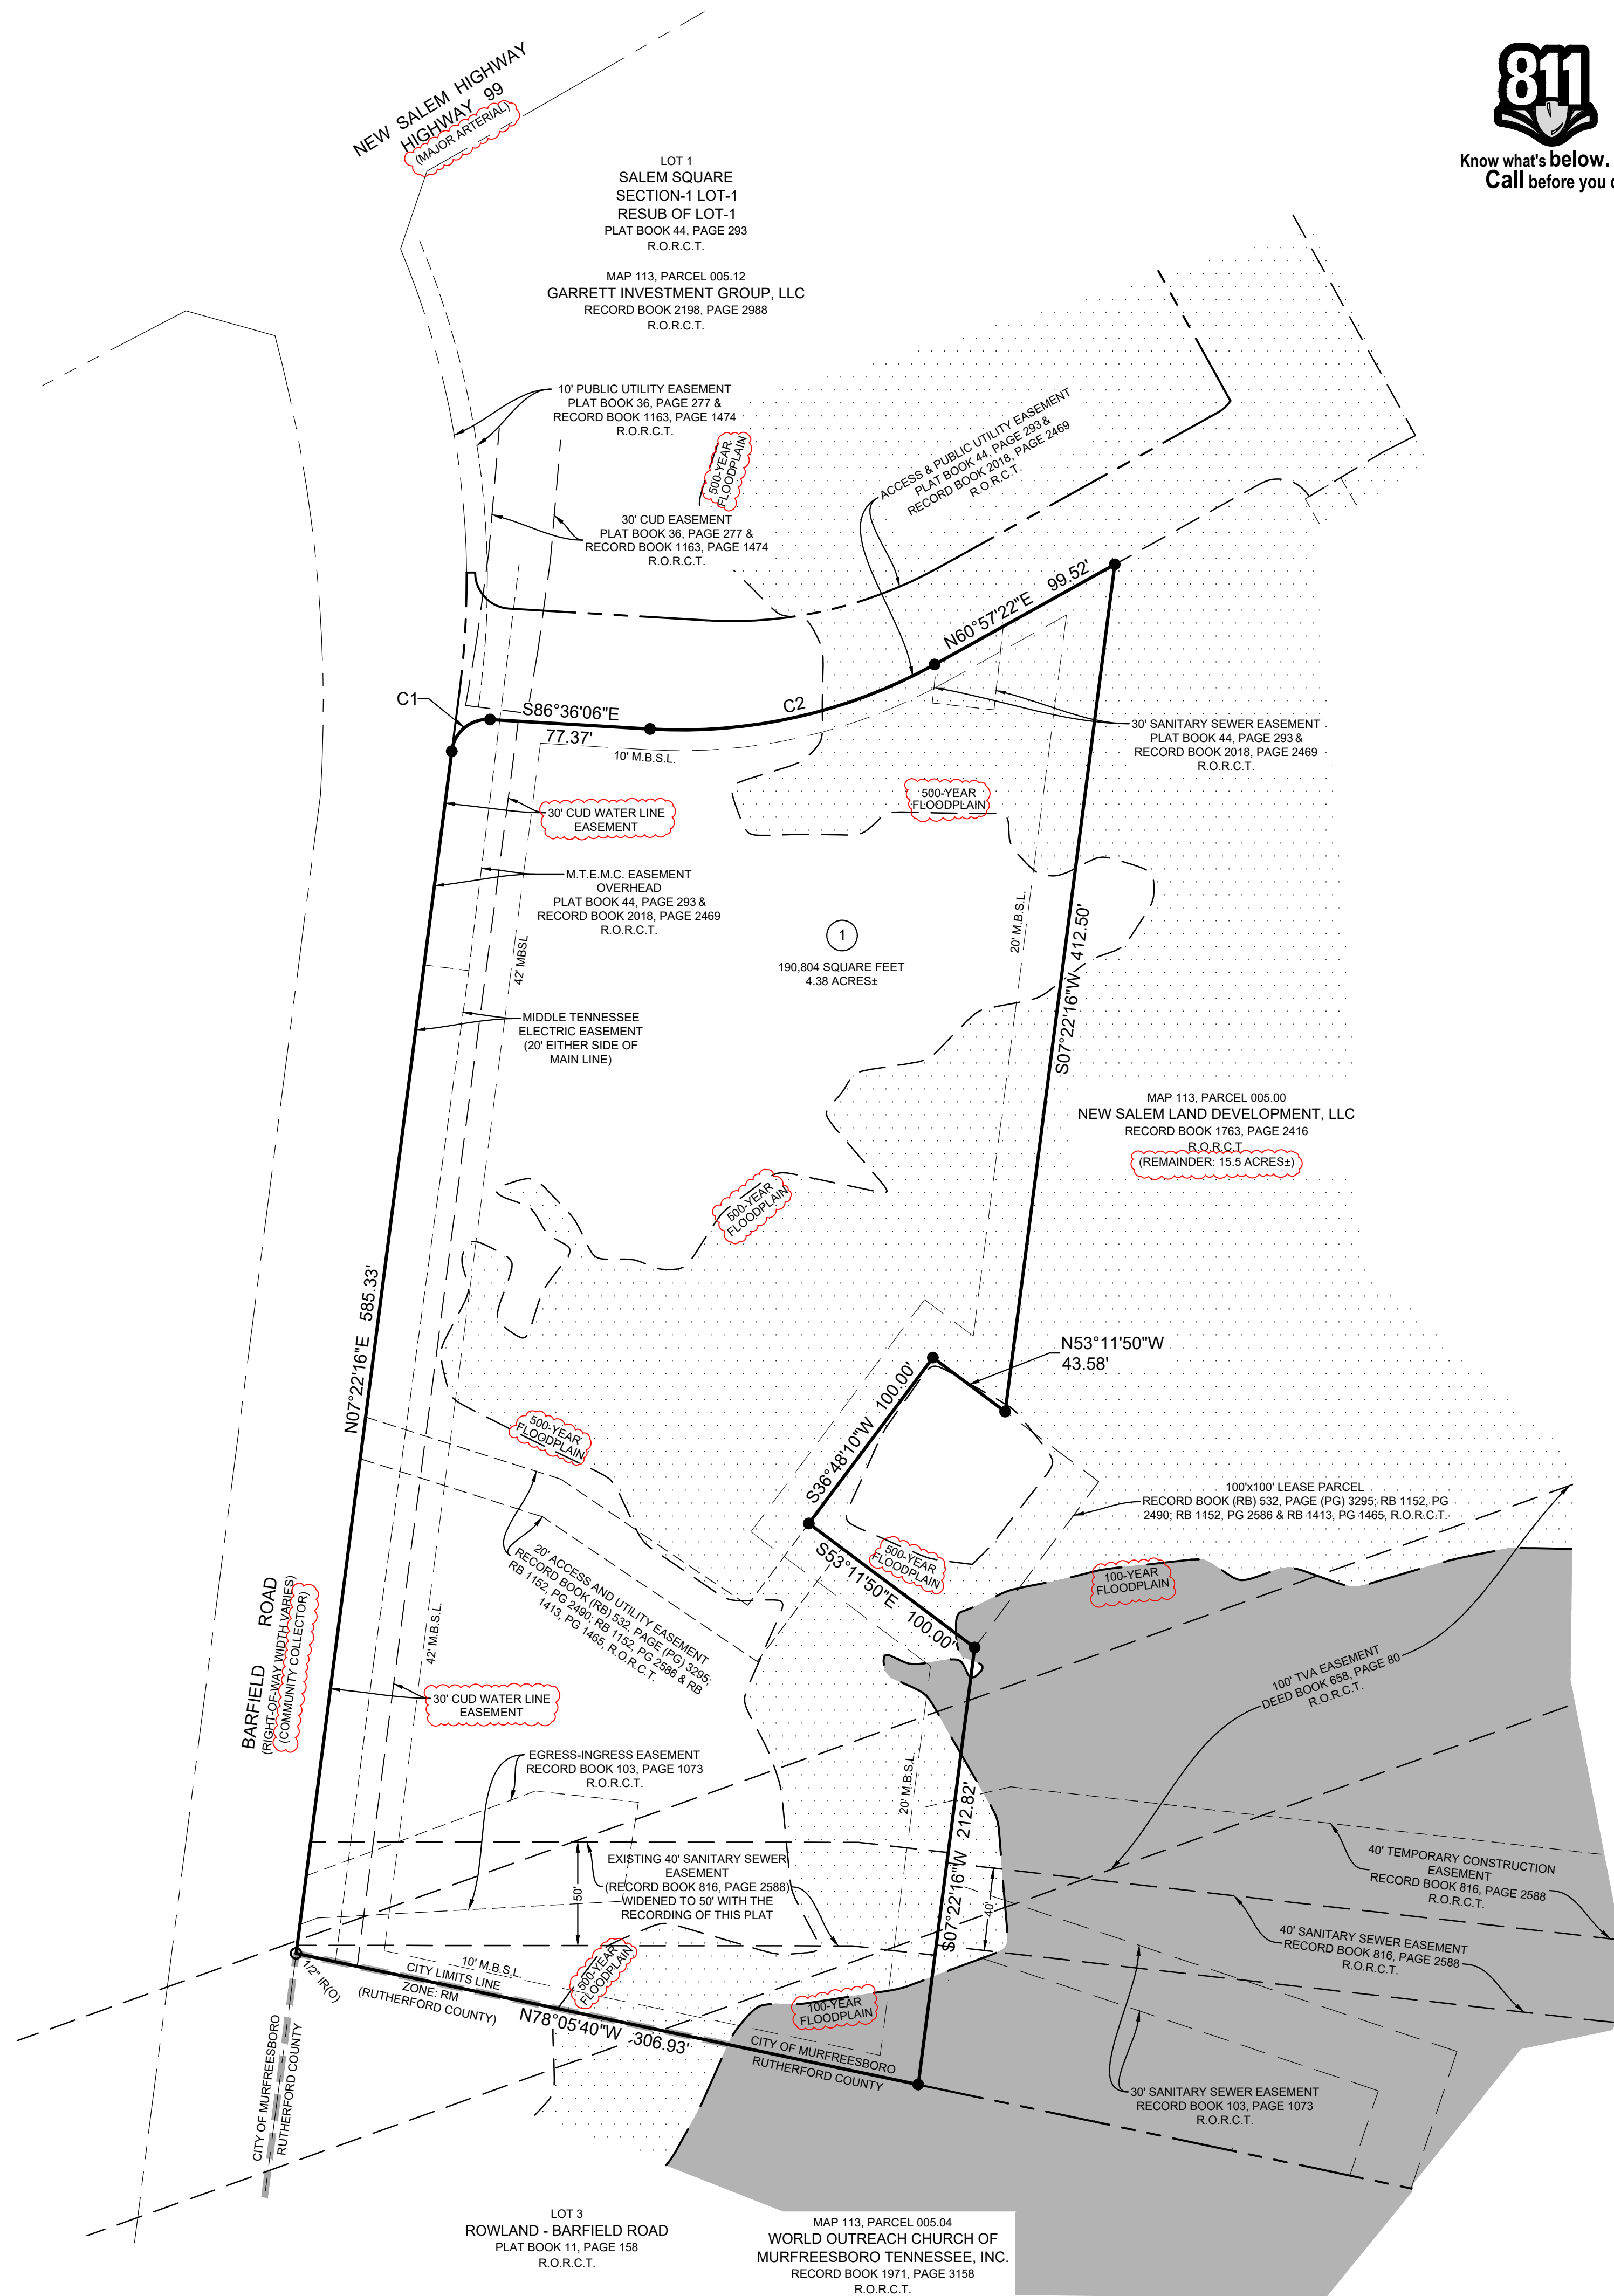 NEW SALEM HIGHWAY
HIGHWAY 99
(MAJOR ARTERIAL)
811
Know what's below.
Call before you d
LOT 1
SALEM SQUARE
SECTION-1 LOT-1
RESUB OF LOT-1
PLAT BOOK 44, PAGE 293
R.O.R.C.T.
MAP 113, PARCEL 005.12
GARRETT INVESTMENT GROUP, LLC
RECORD BOOK 2198, PAGE 2988
R.O.R.C.T.
10' PUBLIC UTILITY EASEMENT
PLAT BOOK 36, PAGE 277 &
RECORD BOOK 1163, PAGE 1474
R.O.R.C.T.
500-YEAR
FLOODPLAIN
ACCESS & PUBLIC UTILITY EASEMENT
PLAT BOOK 44, PAGE 293 &
RECORD BOOK 2018, PAGE 2469
R.O.R.C.T.
30' CUD EASEMENT
PLAT BOOK 36, PAGE 277 &
RECORD BOOK 1163, PAGE 1474
R.O.R.C.T.
N60°57'22"E 99.52'
C1
S86°36'06"E
77.37'
C2
10' M.B.S.L.
30' SANITARY SEWER EASEMENT
PLAT BOOK 44, PAGE 293 &
RECORD BOOK 2018, PAGE 2469
R.O.R.C.T.
30' CUD WATER LINE
EASEMENT
500-YEAR
FLOODPLAIN
M.T.E.M.C. EASEMENT
OVERHEAD
PLAT BOOK 44, PAGE 293 &
RECORD BOOK 2018, PAGE 2469
R.O.R.C.T.
42' MBSL
1
190,804 SQUARE FEET
4.38 ACRES±
20' M.B.S.L.
S07°22'16"W 412.50'
MIDDLE TENNESSEE
ELECTRIC EASEMENT
(20' EITHER SIDE OF
MAIN LINE)
MAP 113, PARCEL 005.00
NEW SALEM LAND DEVELOPMENT, LLC
RECORD BOOK 1763, PAGE 2416
R.O.R.C.T.
(REMAINDER: 15.5 ACRES±)
500-YEAR
FLOODPLAIN
N07°22'16"E 585.33'
N53°11'50"W
43.58'
S36°48'10"W 100.00'
500-YEAR
FLOODPLAIN
100'x100' LEASE PARCEL
RECORD BOOK (RB) 532, PAGE (PG) 3295; RB 1152, PG
2490; RB 1152, PG 2586 & RB 1413, PG 1465, R.O.R.C.T.
20' ACCESS AND UTILITY EASEMENT
RECORD BOOK (RB) 532, PAGE (PG) 3295;
RB 1152, PG 2490; RB 1152, PG 2586 & RB
1413, PG 1465, R.O.R.C.T.
S53°11'50"E 100.00'
500-YEAR
FLOODPLAIN
100-YEAR
FLOODPLAIN
BARFIELD ROAD
(RIGHT-OF-WAY WIDTH VARIES)
(COMMUNITY COLLECTOR)
42' M.B.S.L.
30' CUD WATER LINE
EASEMENT
100' TVA EASEMENT
DEED BOOK 658, PAGE 80
R.O.R.C.T.
EGRESS-INGRESS EASEMENT
RECORD BOOK 103, PAGE 1073
R.O.R.C.T.
20' M.B.S.L.
S07°22'16"W 212.82'
EXISTING 40' SANITARY SEWER
EASEMENT
(RECORD BOOK 816, PAGE 2588)
WIDENED TO 50' WITH THE
RECORDING OF THIS PLAT
50'
40'
40' TEMPORARY CONSTRUCTION
EASEMENT
RECORD BOOK 816, PAGE 2588
R.O.R.C.T.
40' SANITARY SEWER EASEMENT
RECORD BOOK 816, PAGE 2588
R.O.R.C.T.
1/2" IR(O)
10' M.B.S.L.
CITY LIMITS LINE
ZONE: RM
(RUTHERFORD COUNTY)
500-YEAR
FLOODPLAIN
N78°05'40"W 306.93'
100-YEAR
FLOODPLAIN
CITY OF MURFREESBORO
RUTHERFORD COUNTY
CITY OF MURFREESBORO
RUTHERFORD COUNTY
30' SANITARY SEWER EASEMENT
RECORD BOOK 103, PAGE 1073
R.O.R.C.T.
LOT 3
ROWLAND - BARFIELD ROAD
PLAT BOOK 11, PAGE 158
R.O.R.C.T.
MAP 113, PARCEL 005.04
WORLD OUTREACH CHURCH OF
MURFREESBORO TENNESSEE, INC.
RECORD BOOK 1971, PAGE 3158
R.O.R.C.T.